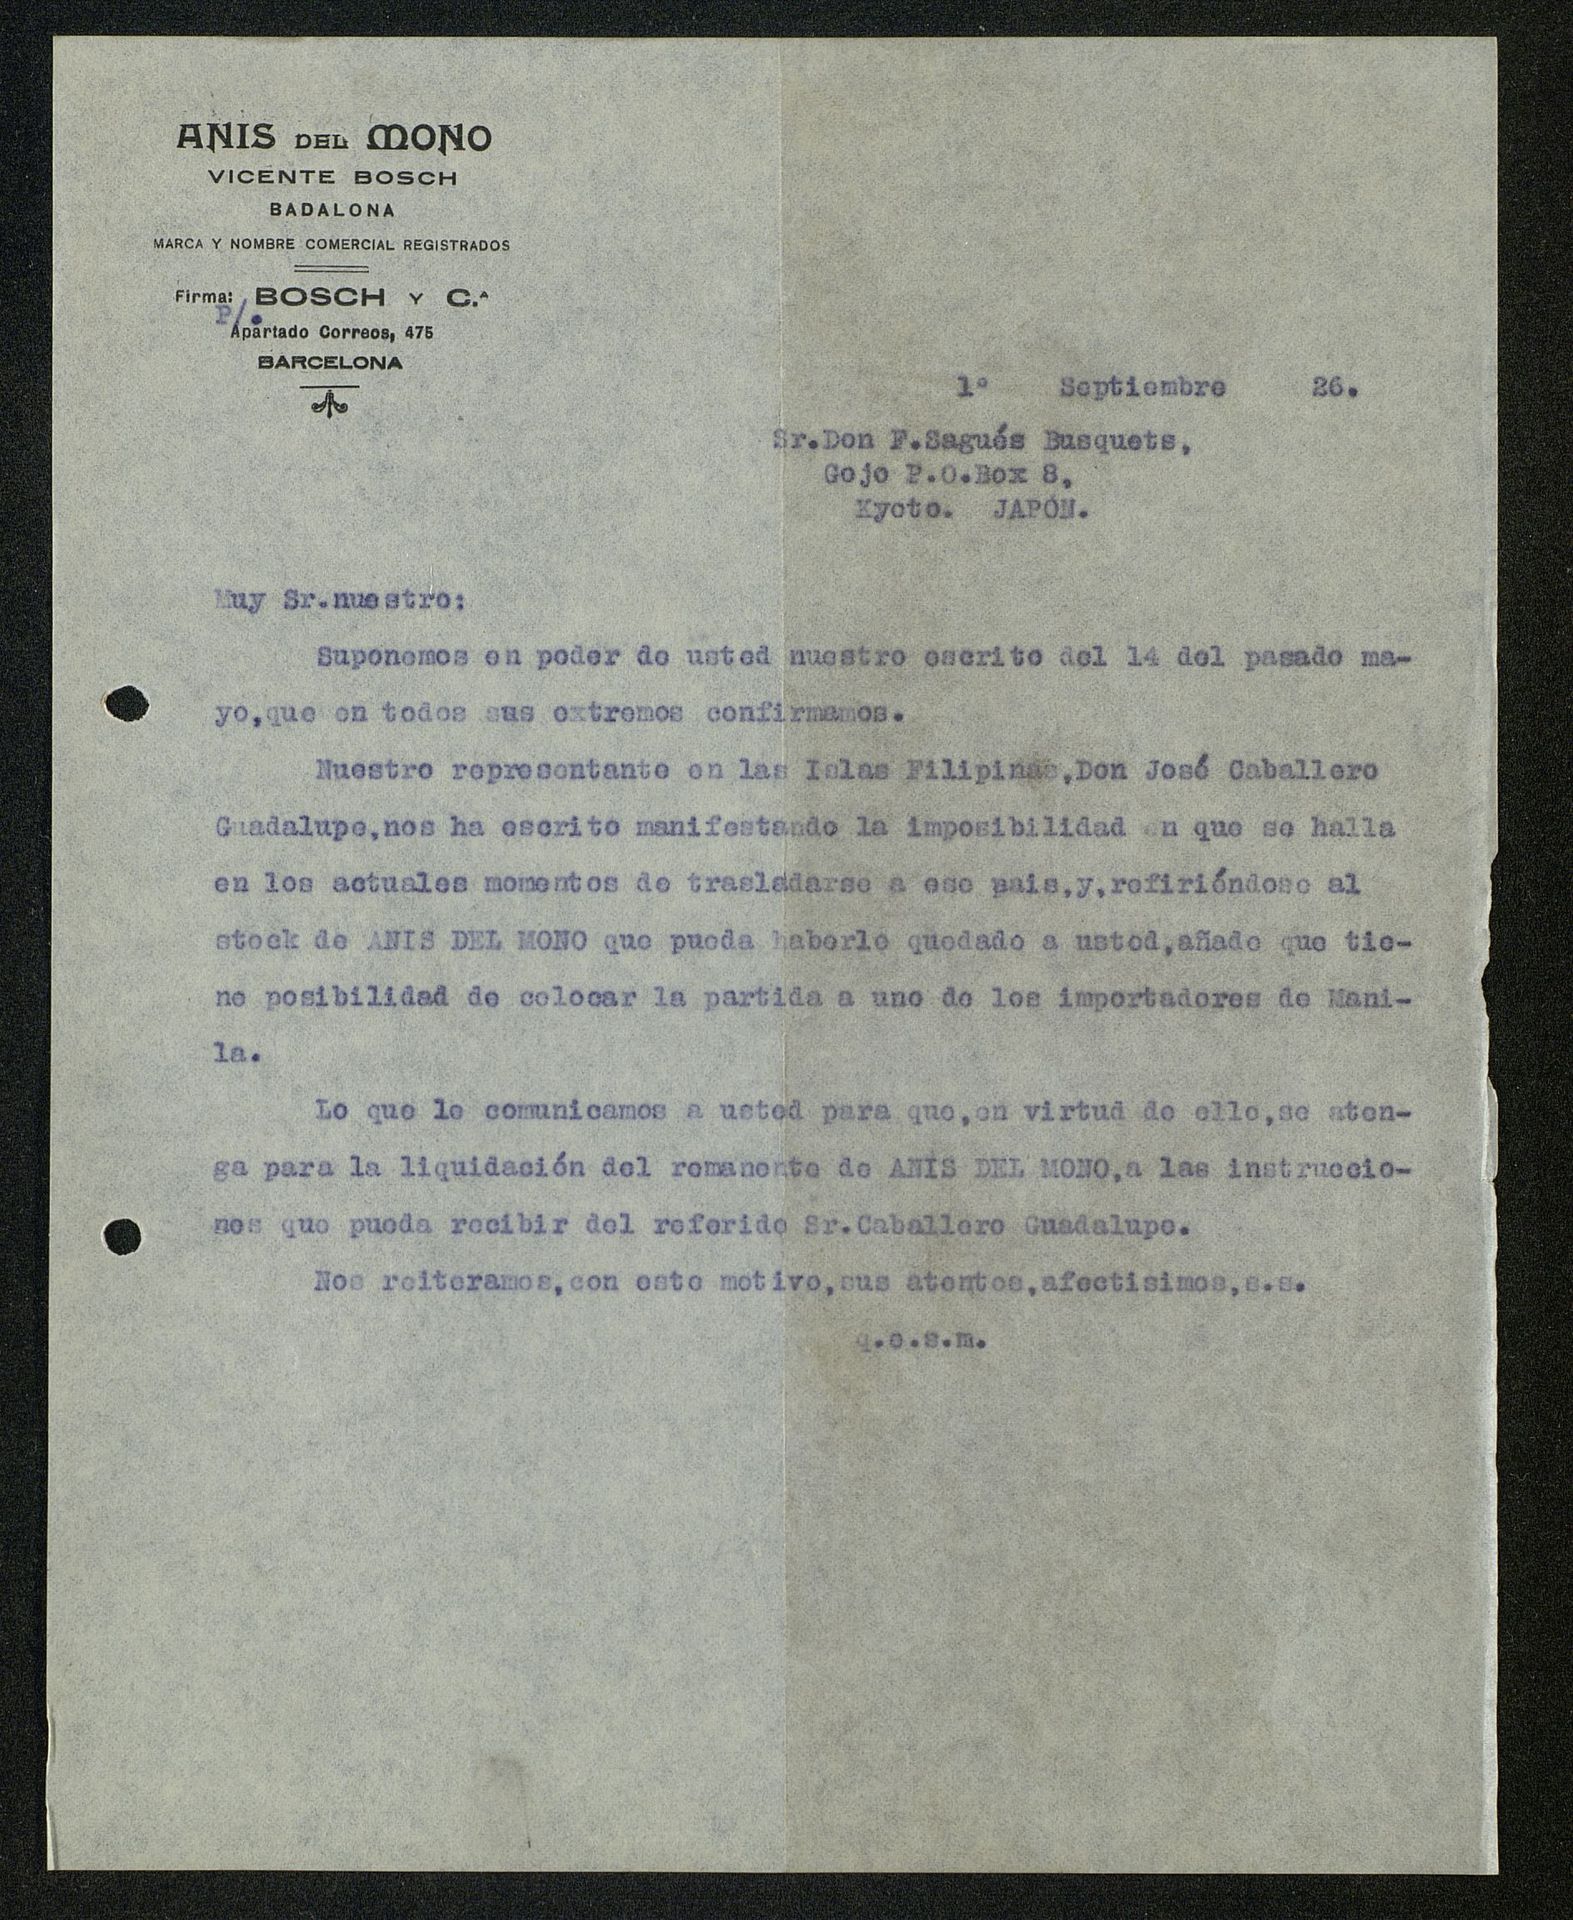 ANIS DEL MONO
VICENTE BOSCH
BADALONA
MARCA Y NOMBRE COMERCIAL REGISTRADOS
Firma: BOSCH Y C.ª
P/.
Apartado Correos, 475
BARCELONA
1º Septiembre 26.
Sr.Don F.Sagués Busquets,
Gojo P.O.Box 8,
Kyoto. JAPÓN.
Muy Sr.nuestro:
Suponemos en poder de usted nuestro escrito del 14 del pasado ma-
yo,que en todos sus extremos confirmamos.
Nuestro representante en las Islas Filipinas,Don José Caballero
Guadalupe,nos ha escrito manifestando la imposibilidad en que se halla
en los actuales momentos de trasladarse a ese pais,y,refiriéndose al
stock de ANIS DEL MONO que pueda haberle quedado a usted,añade que tie-
ne posibilidad de colocar la partida a uno de los importadores de Mani-
la.
Lo que le comunicamos a usted para que,en virtud de ello,se aten-
ga para la liquidación del remanente de ANIS DEL MONO,a las instruccio-
nes que pueda recibir del referido Sr.Caballero Guadalupe.
Nos reiteramos,con este motivo,sus atentos,afectisimos,s.s.
q.e.s.m.